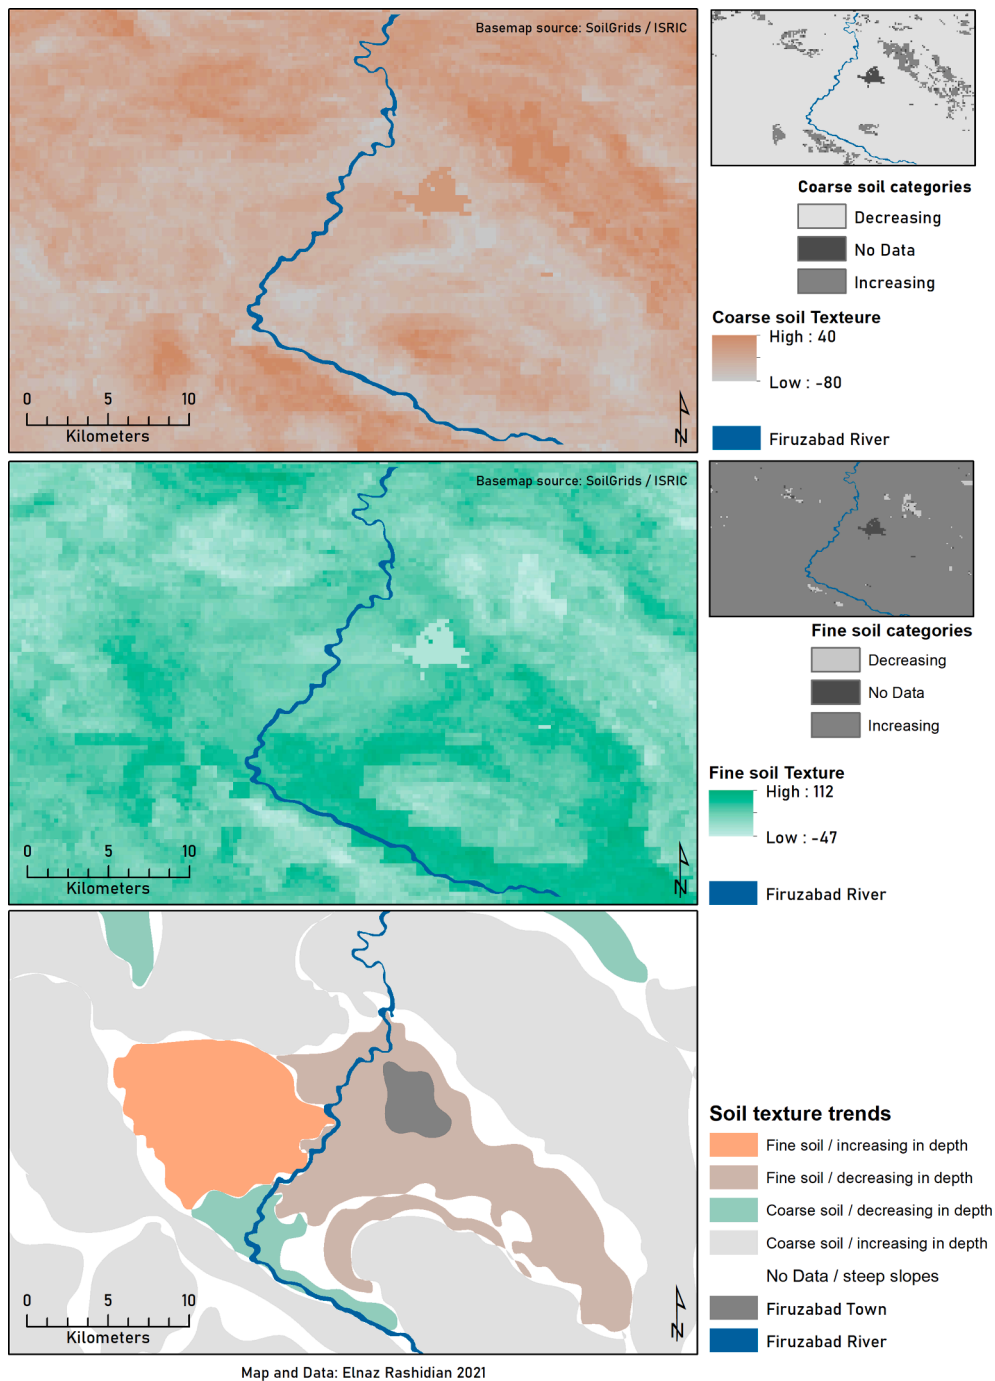 Basemap source: SoilGrids / ISRIC
0 5 10
Kilometers
N
Coarse soil categories
Decreasing
No Data
Increasing
Coarse soil Texteure
High : 40
Low : -80
Firuzabad River
Basemap source: SoilGrids / ISRIC
0 5 10
Kilometers
N
Fine soil categories
Decreasing
No Data
Increasing
Fine soil Texture
High : 112
Low : -47
Firuzabad River
0 5 10
Kilometers
N
Soil texture trends
Fine soil / increasing in depth
Fine soil / decreasing in depth
Coarse soil / decreasing in depth
Coarse soil / increasing in depth
No Data / steep slopes
Firuzabad Town
Firuzabad River
Map and Data: Elnaz Rashidian 2021